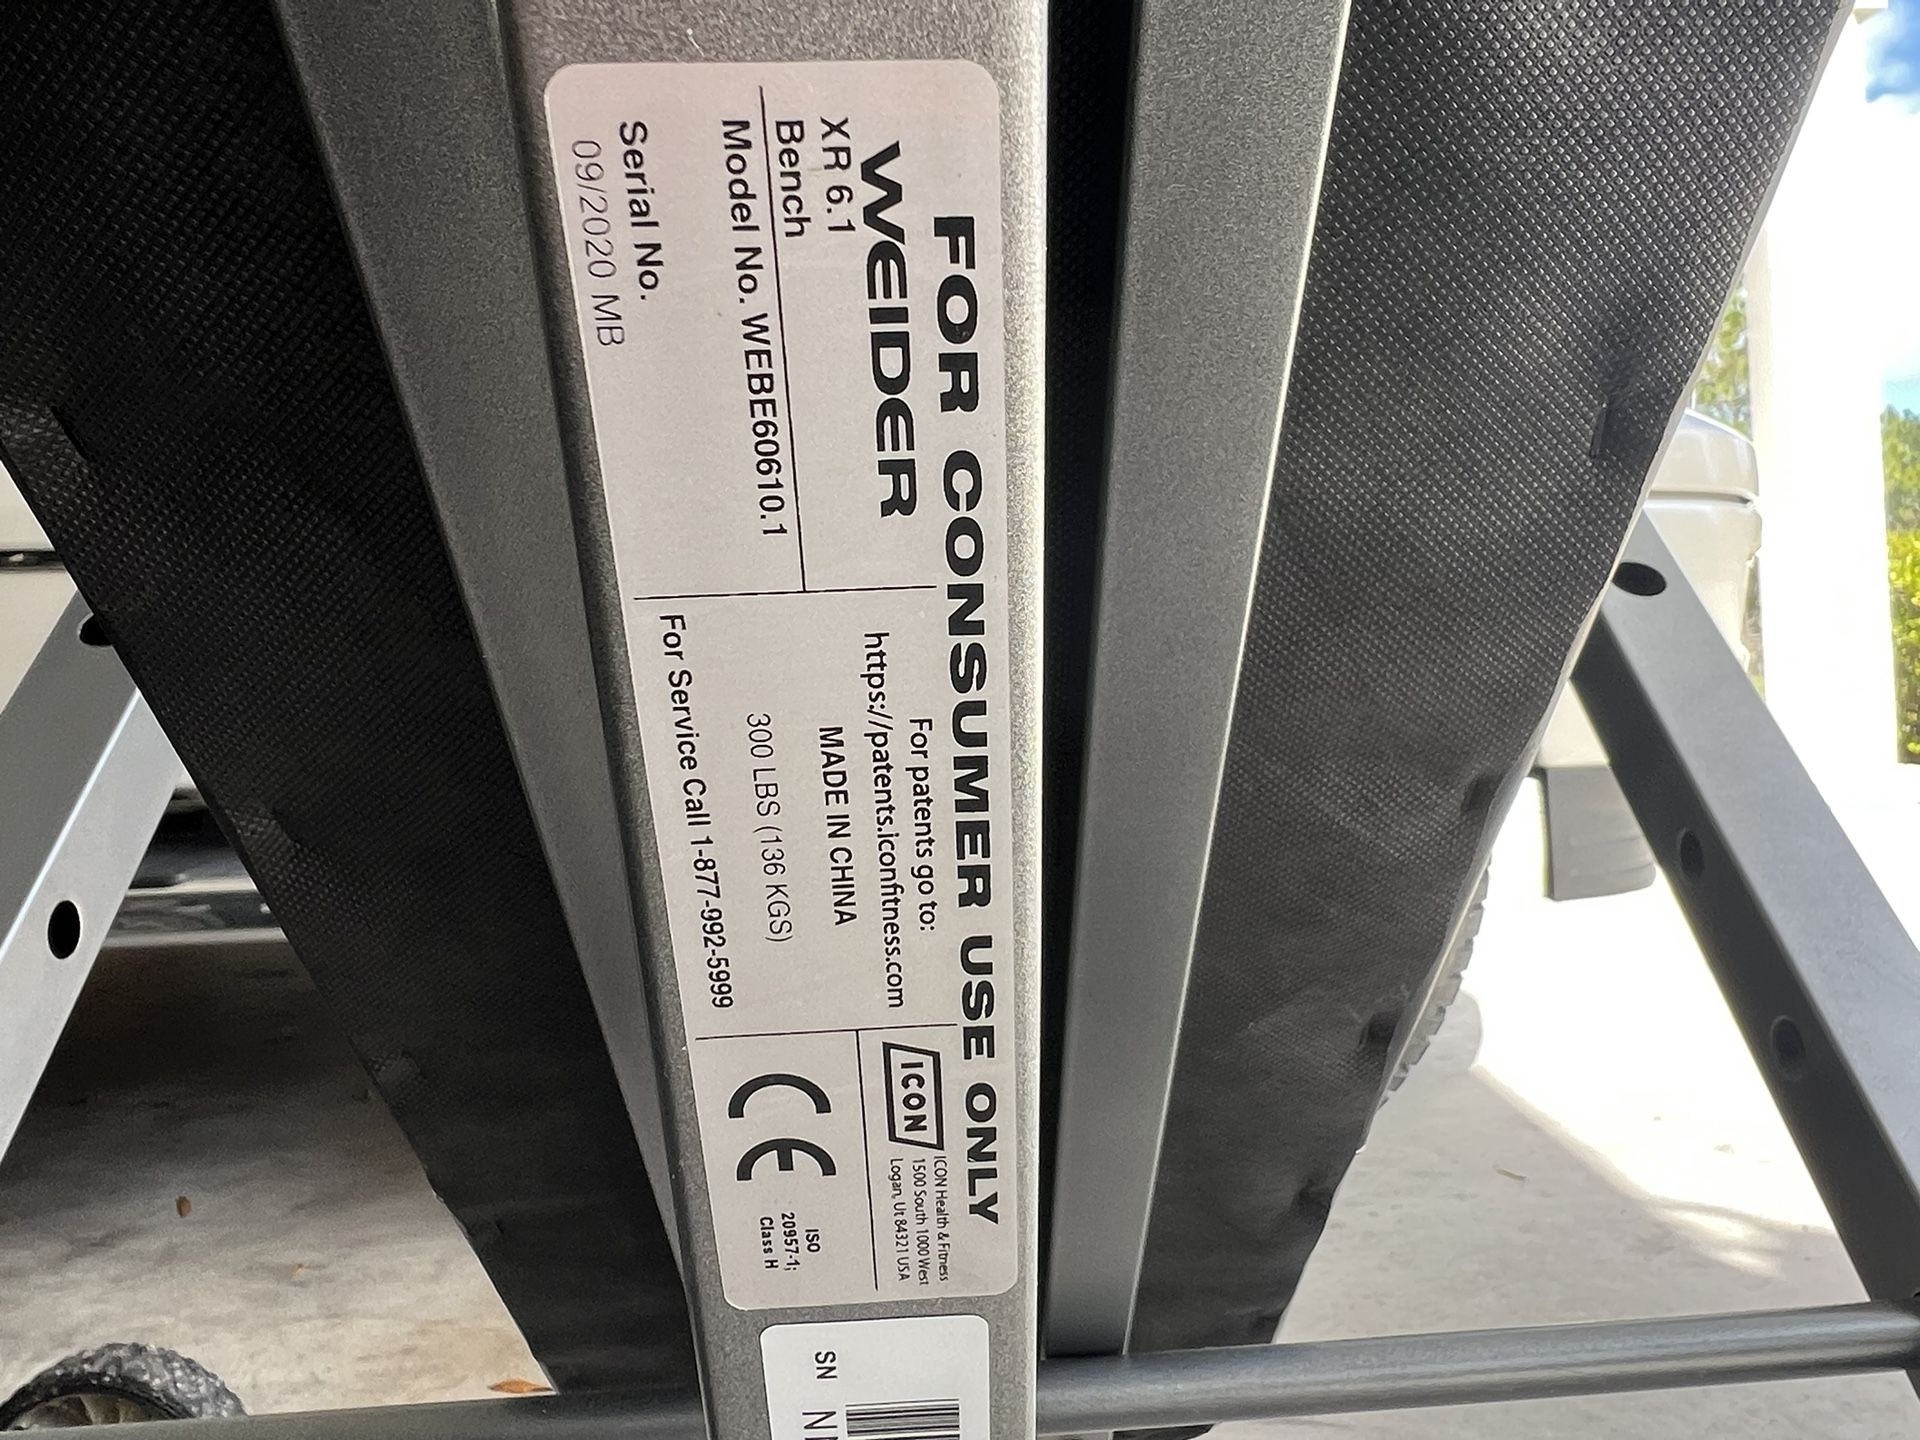 FOR CONSUMER USE ONLY
WEIDER
XR 6.1
Bench
Model No. WEBE60610.1
Serial No.
09/2020 MB
For patents go to:
https://patents.iconfitness.com
MADE IN CHINA
300 LBS (136 KGS)
For Service Call 1-877-992-5999
ICON
ICON Health & Fitness
1500 South 1000 West
Logan, Ut 84321 USA
CE
ISO
20957-1;
Class H
SN